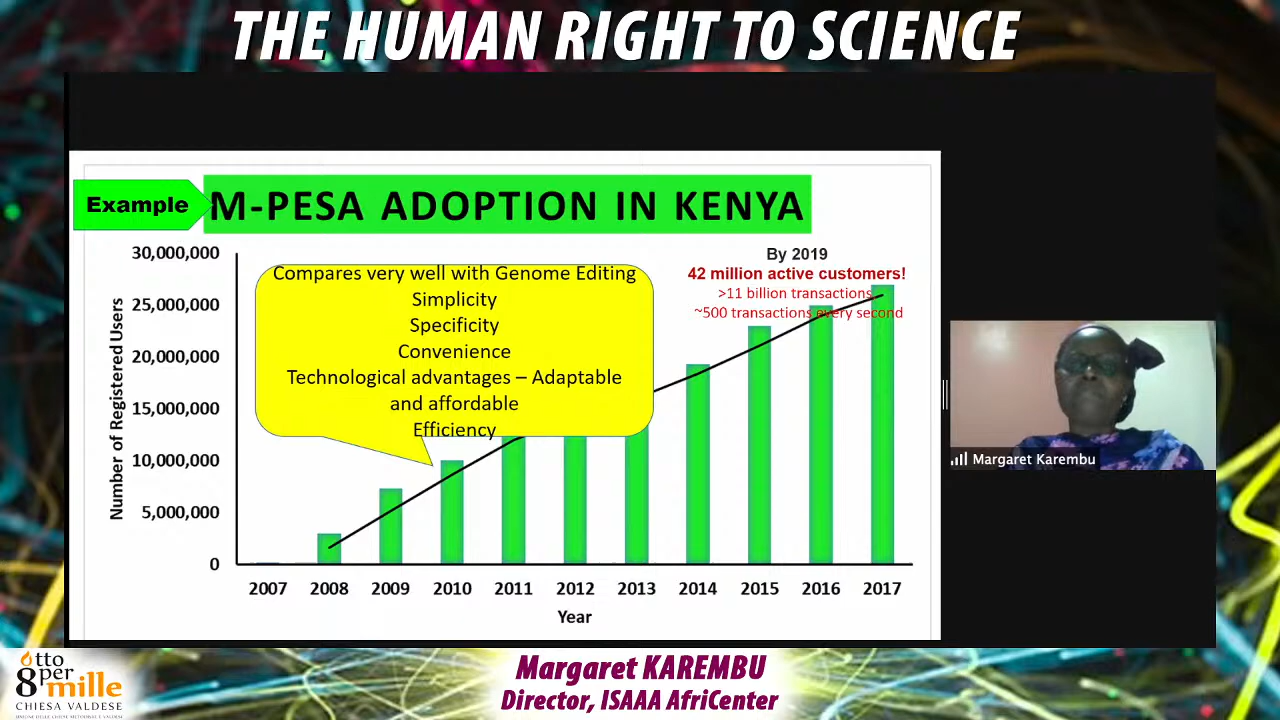 THE HUMAN RIGHT TO SCIENCE
Example
M-PESA ADOPTION IN KENYA
By 2019
42 million active customers!
>11 billion transactions
~500 transactions every second
Compares very well with Genome Editing
Simplicity
Specificity
Convenience
Technological advantages – Adaptable
and affordable
Efficiency
Number of Registered Users
30,000,000
25,000,000
20,000,000
15,000,000
10,000,000
5,000,000
0
2007 2008 2009 2010 2011 2012 2013 2014 2015 2016 2017
Year
Margaret Karembu
8 otto
per
mille
CHIESA VALDESE
Margaret KAREMBU
Director, ISAAA AfriCenter